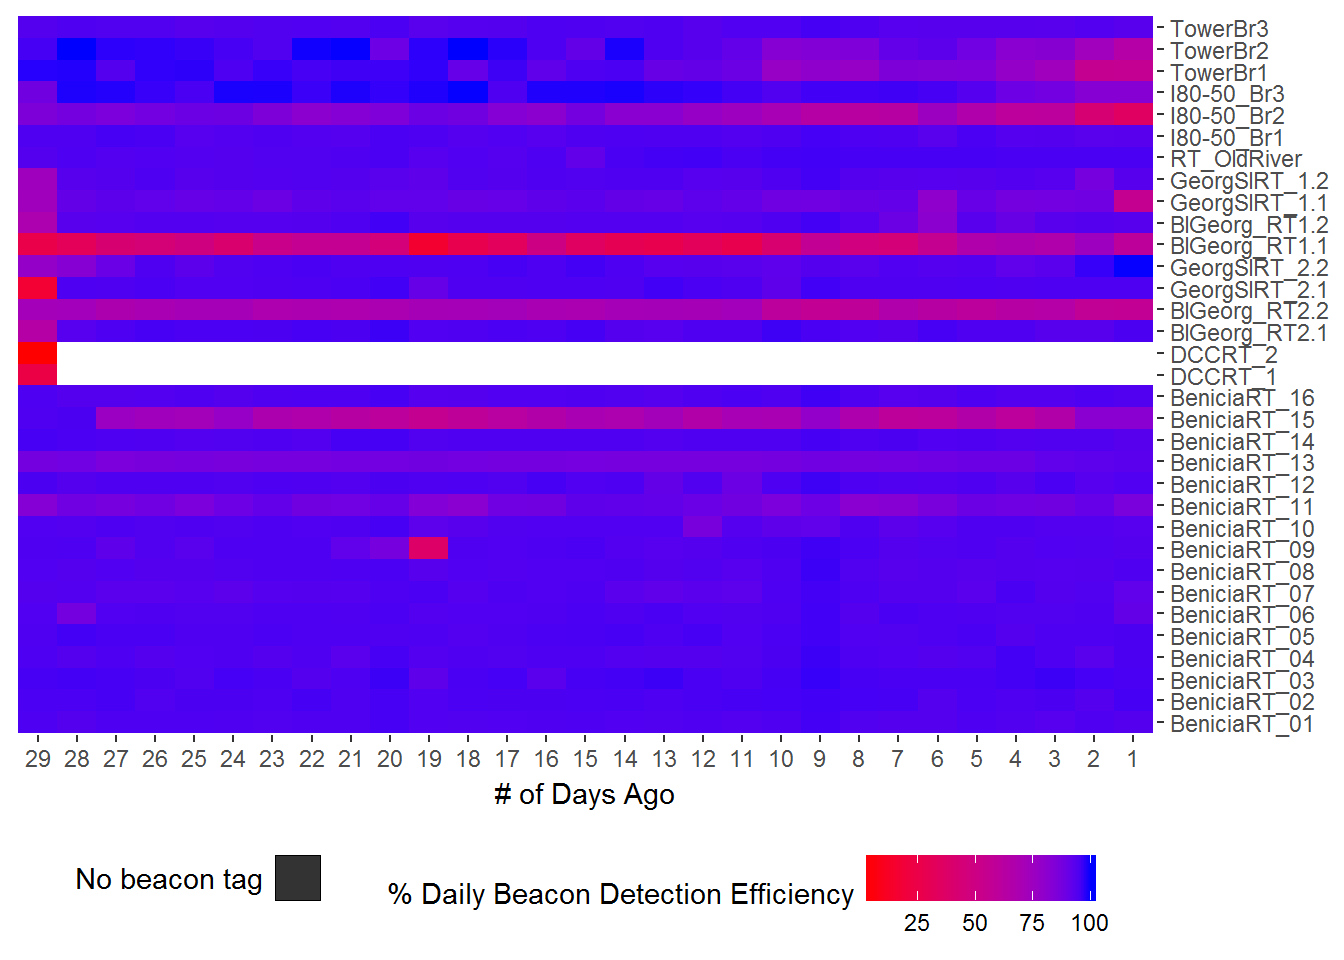 TowerBr3
TowerBr2
TowerBr1
I80-50_Br3
I80-50_Br2
I80-50_Br1
RT_OldRiver
GeorgSlRT_1.2
GeorgSlRT_1.1
BlGeorg_RT1.2
BlGeorg_RT1.1
GeorgSlRT_2.2
GeorgSlRT_2.1
BlGeorg_RT2.2
BlGeorg_RT2.1
DCCRT_2
DCCRT_1
BeniciaRT_16
BeniciaRT_15
BeniciaRT_14
BeniciaRT_13
BeniciaRT_12
BeniciaRT_11
BeniciaRT_10
BeniciaRT_09
BeniciaRT_08
BeniciaRT_07
BeniciaRT_06
BeniciaRT_05
BeniciaRT_04
BeniciaRT_03
BeniciaRT_02
BeniciaRT_01
29 28 27 26 25 24 23 22 21 20 19 18 17 16 15 14 13 12 11 10 9 8 7 6 5 4 3 2 1
# of Days Ago
No beacon tag
% Daily Beacon Detection Efficiency
25 50 75 100